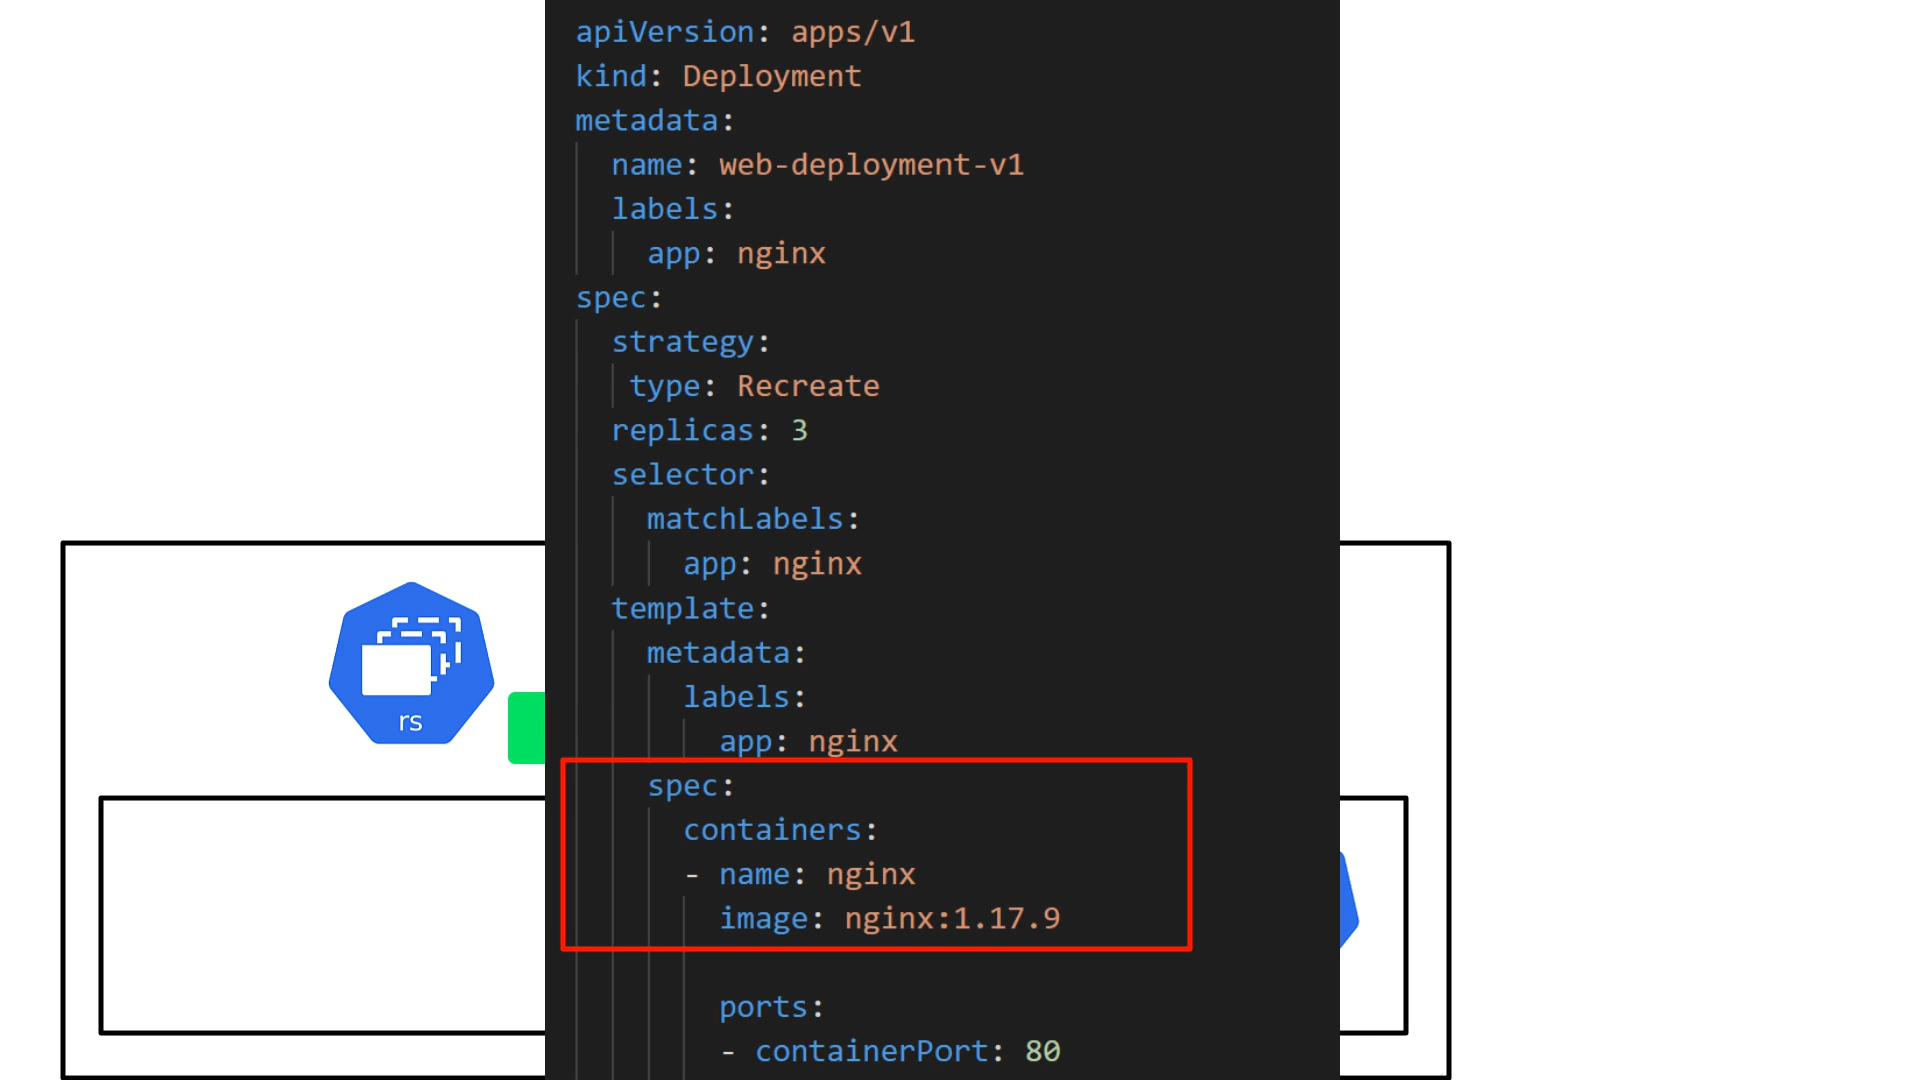 apiVersion: apps/v1
kind: Deployment
metadata:
  name: web-deployment-v1
  labels:
    app: nginx
spec:
  strategy:
   type: Recreate
  replicas: 3
  selector:
    matchLabels:
      app: nginx
  template:
    metadata:
      labels:
        app: nginx
    spec:
      containers:
      - name: nginx
        image: nginx:1.17.9
        ports:
        - containerPort: 80
rs